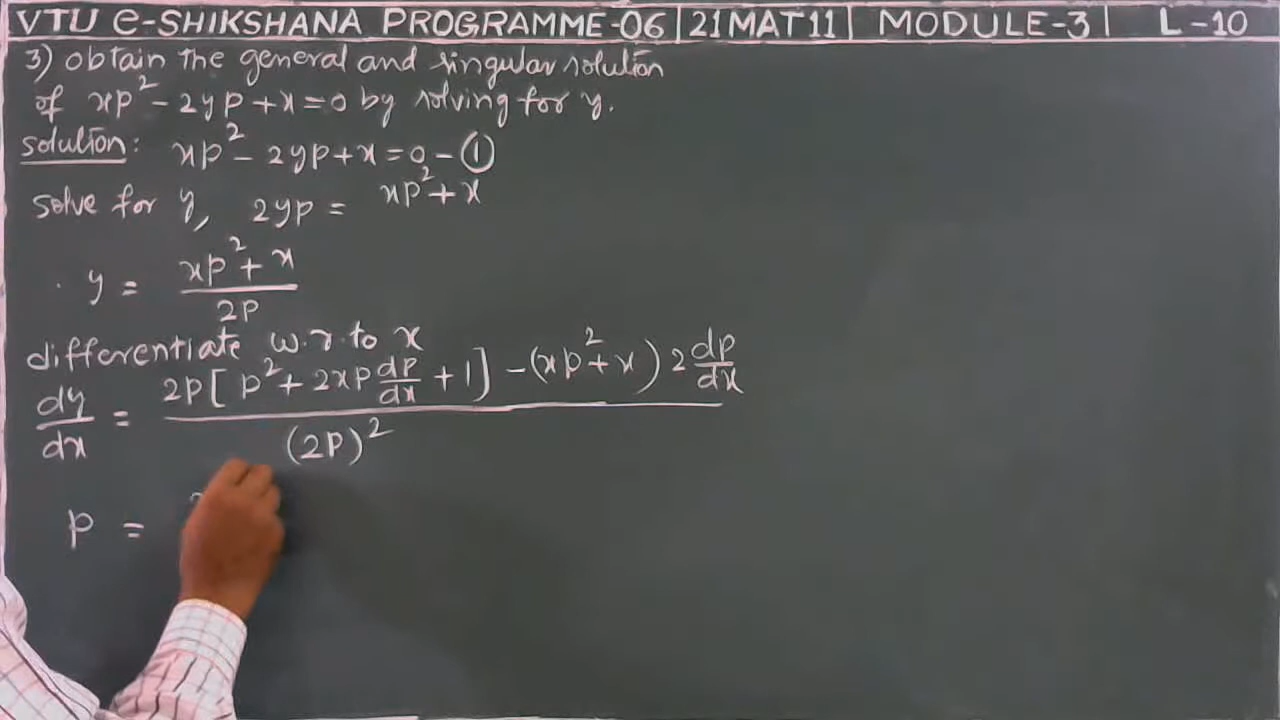 VTU e-SHIKSHANA PROGRAMME-06 | 21MAT11 | MODULE-3 | L-10
3) obtain the general and singular solution
of xp² - 2yp + x = 0 by solving for y.
solution: xp² - 2yp + x = 0 - ①
solve for y, 2yp = xp² + x
. y = (xp² + x)/2p
differentiate w.r.to x
dy/dx = (2p[p² + 2xp dp/dx + 1] - (xp² + x) 2 dp/dx)/(2p)²
p =